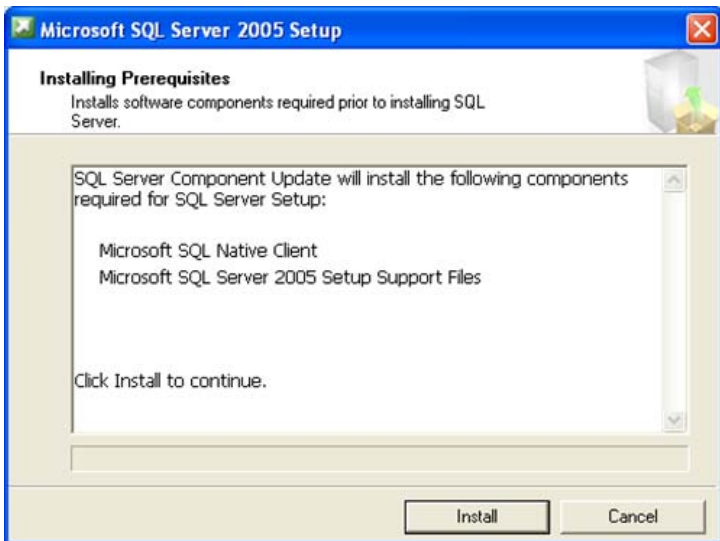 Microsoft SQL Server 2005 Setup
Installing Prerequisites
Installs software components required prior to installing SQL
Server.
SQL Server Component Update will install the following components
required for SQL Server Setup:
Microsoft SQL Native Client
Microsoft SQL Server 2005 Setup Support Files
Click Install to continue.
Install
Cancel